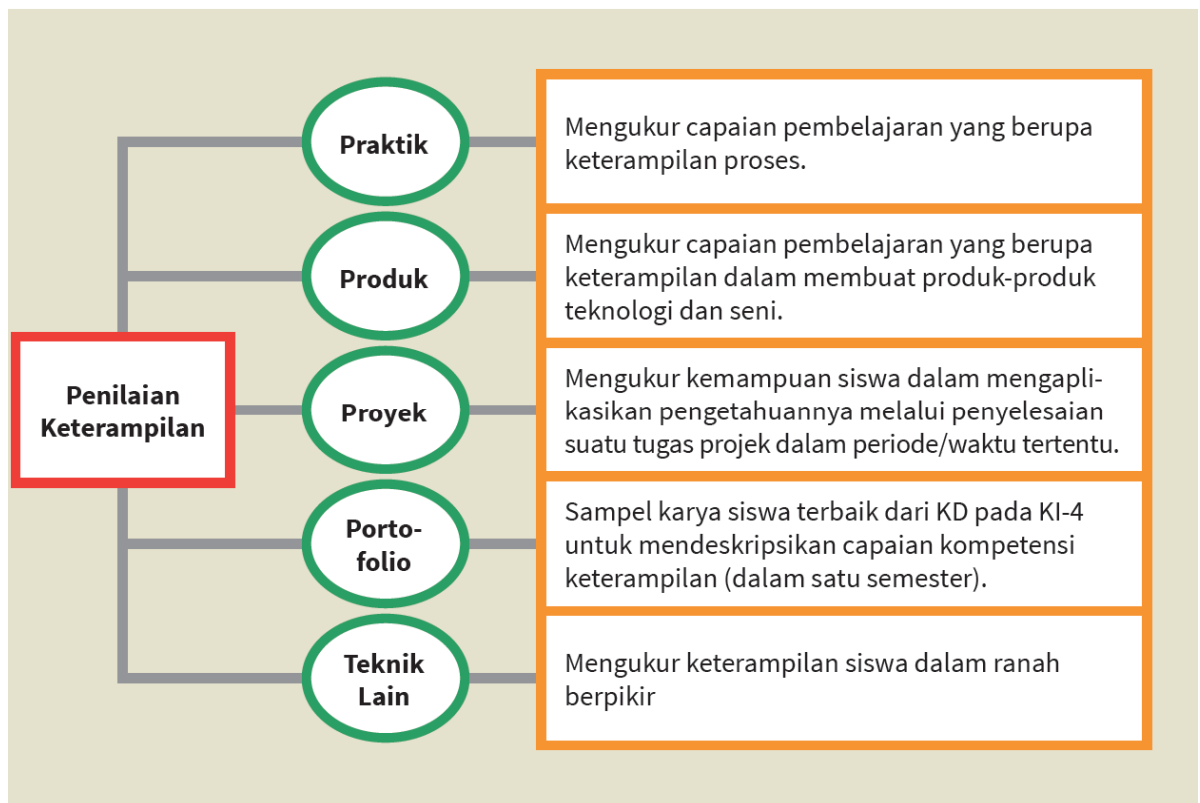 Penilaian
Keterampilan
Praktik
Mengukur capaian pembelajaran yang berupa
keterampilan proses.
Produk
Mengukur capaian pembelajaran yang berupa
keterampilan dalam membuat produk-produk
teknologi dan seni.
Proyek
Mengukur kemampuan siswa dalam mengapli-
kasikan pengetahuannya melalui penyelesaian
suatu tugas projek dalam periode/waktu tertentu.
Porto-
folio
Sampel karya siswa terbaik dari KD pada KI-4
untuk mendeskripsikan capaian kompetensi
keterampilan (dalam satu semester).
Teknik
Lain
Mengukur keterampilan siswa dalam ranah
berpikir